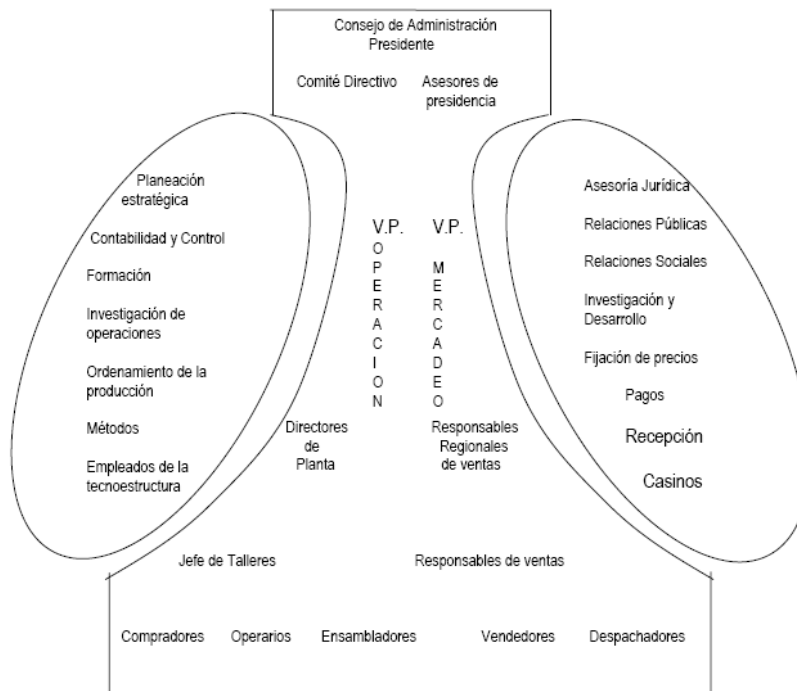 Consejo de Administración
Presidente
Comité Directivo
Asesores de
presidencia
Planeación
estratégica
Contabilidad y Control
Formación
Investigación de
operaciones
Ordenamiento de la
producción
Métodos
Empleados de la
tecnoestructura
V.P.
OPERACION
V.P.
MERCADEO
Directores
de
Planta
Responsables
Regionales
de ventas
Asesoría Jurídica
Relaciones Públicas
Relaciones Sociales
Investigación y
Desarrollo
Fijación de precios
Pagos
Recepción
Casinos
Jefe de Talleres
Responsables de ventas
Compradores Operarios Ensambladores Vendedores Despachadores